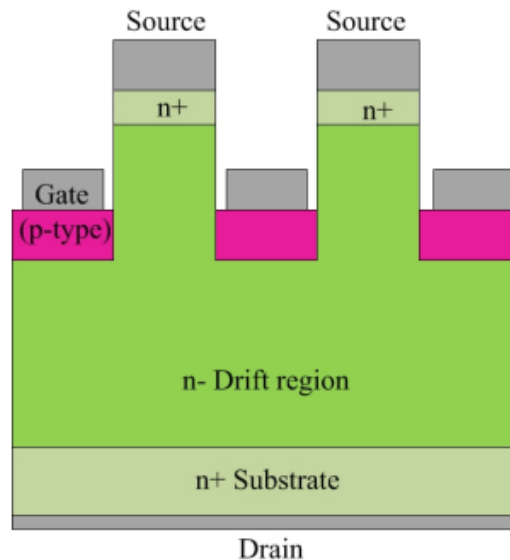 Source Source
n+ n+
Gate
(p-type)
n- Drift region
n+ Substrate
Drain